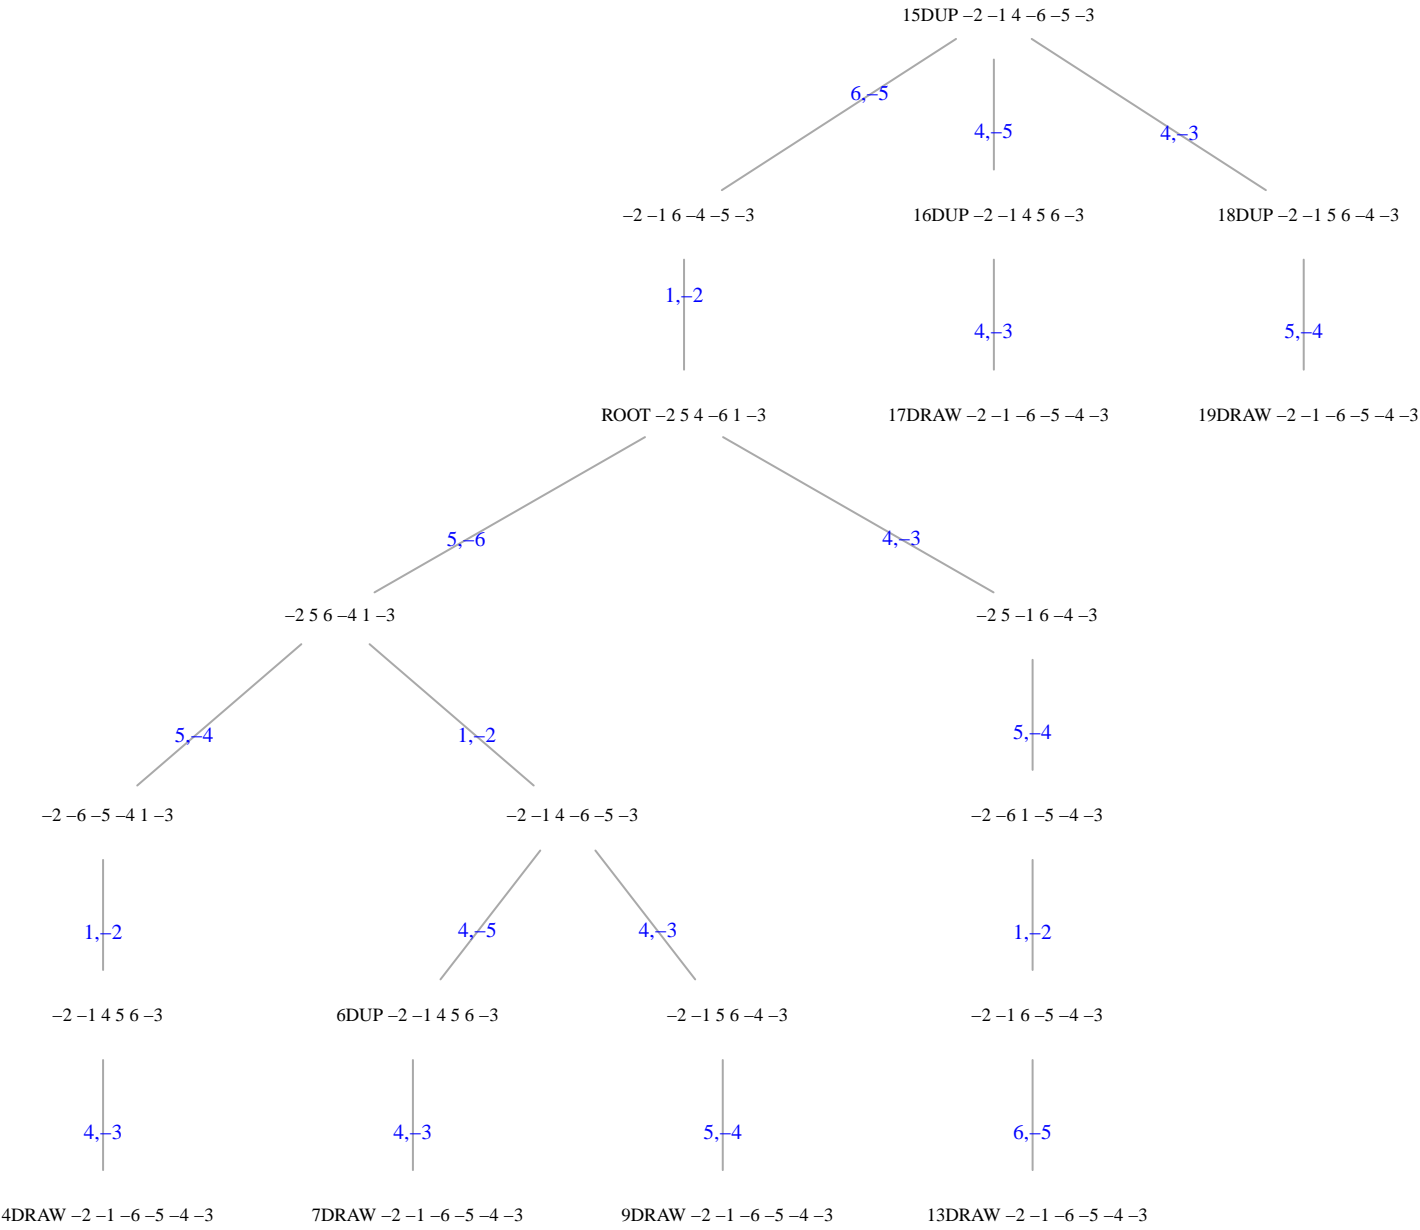 15DUP –2 –1 4 –6 –5 –3
6,–5
4,–5
4,–3
–2 –1 6 –4 –5 –3
16DUP –2 –1 4 5 6 –3
18DUP –2 –1 5 6 –4 –3
1,–2
4,–3
5,–4
ROOT –2 5 4 –6 1 –3
17DRAW –2 –1 –6 –5 –4 –3
19DRAW –2 –1 –6 –5 –4 –3
5,–6
4,–3
–2 5 6 –4 1 –3
–2 5 –1 6 –4 –3
5,–4
1,–2
5,–4
–2 –6 –5 –4 1 –3
–2 –1 4 –6 –5 –3
–2 –6 1 –5 –4 –3
1,–2
4,–5
4,–3
1,–2
–2 –1 4 5 6 –3
6DUP –2 –1 4 5 6 –3
–2 –1 5 6 –4 –3
–2 –1 6 –5 –4 –3
4,–3
4,–3
5,–4
6,–5
4DRAW –2 –1 –6 –5 –4 –3
7DRAW –2 –1 –6 –5 –4 –3
9DRAW –2 –1 –6 –5 –4 –3
13DRAW –2 –1 –6 –5 –4 –3